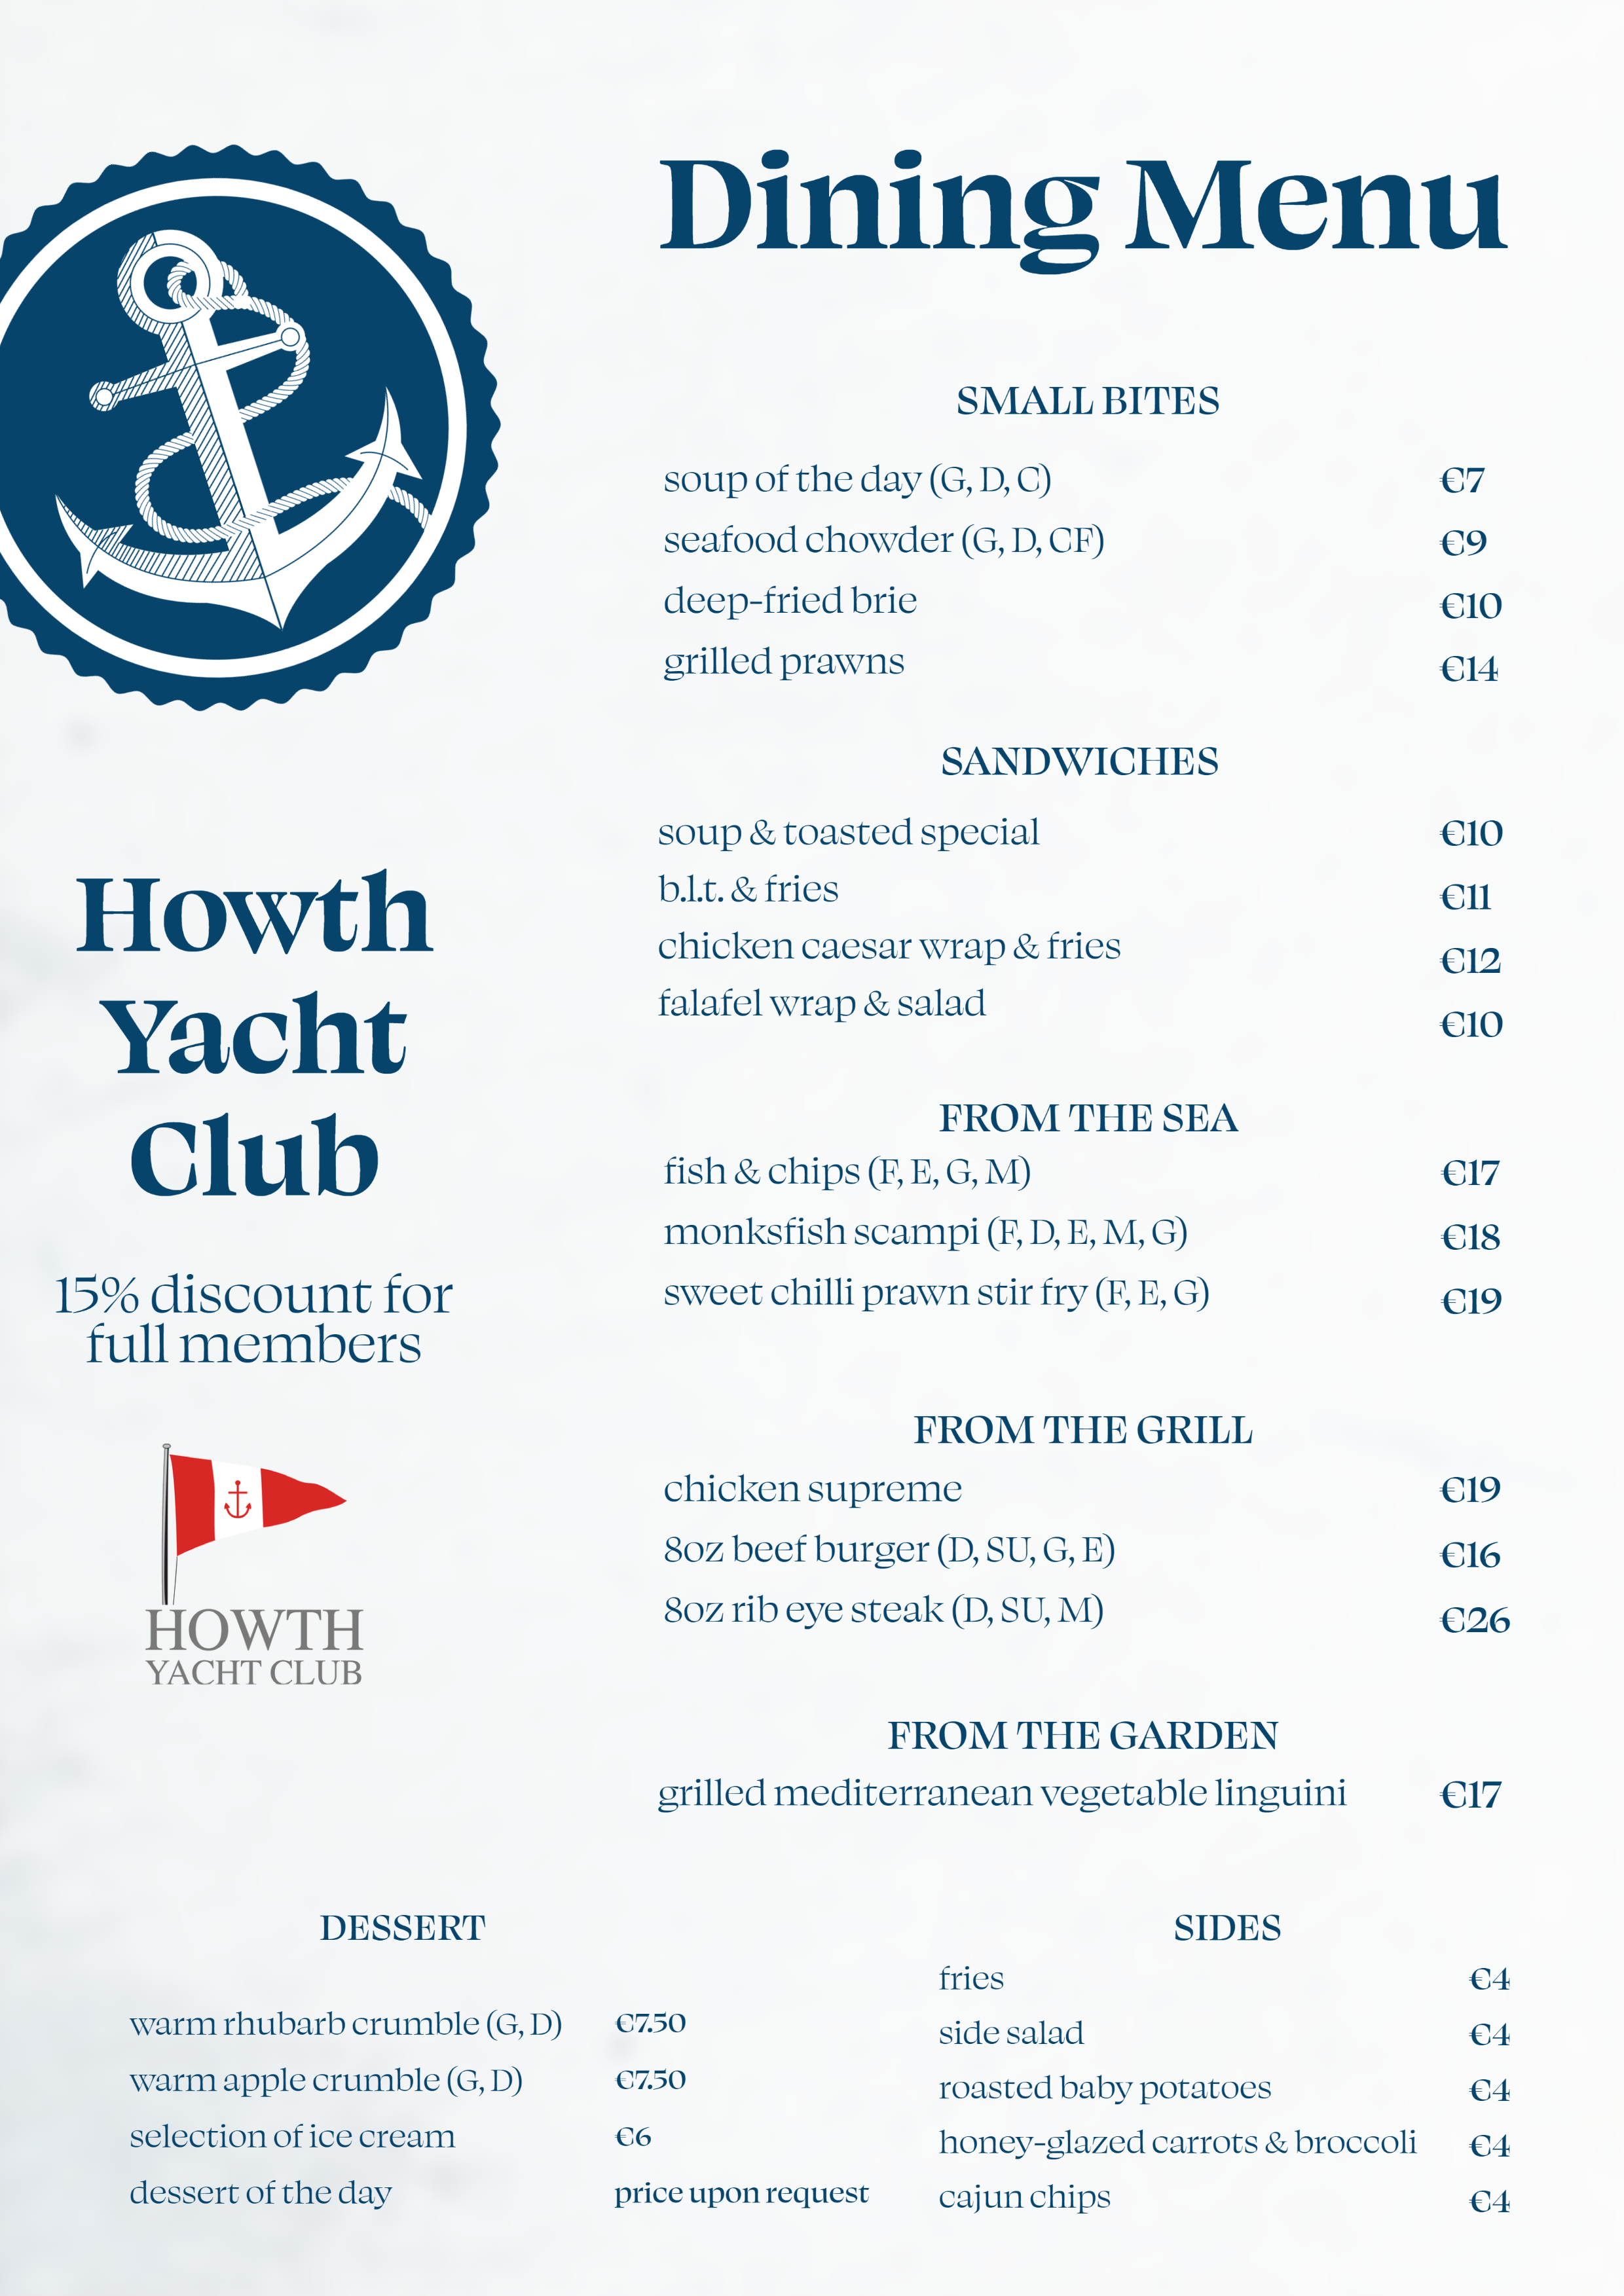 Dining Menu
SMALL BITES
soup of the day (G, D, C) €7
seafood chowder (G, D, CF) €9
deep-fried brie €10
grilled prawns €14
SANDWICHES
soup & toasted special €10
b.l.t. & fries €11
chicken caesar wrap & fries €12
falafel wrap & salad €10
FROM THE SEA
fish & chips (F, E, G, M) €17
monksfish scampi (F, D, E, M, G) €18
sweet chilli prawn stir fry (F, E, G) €19
FROM THE GRILL
chicken supreme €19
8oz beef burger (D, SU, G, E) €16
8oz rib eye steak (D, SU, M) €26
FROM THE GARDEN
grilled mediterranean vegetable linguini €17
Howth
Yacht
Club
15% discount for
full members
HOWTH
YACHT CLUB
DESSERT
warm rhubarb crumble (G, D) €7.50
warm apple crumble (G, D) €7.50
selection of ice cream €6
dessert of the day price upon request
SIDES
fries €4
side salad €4
roasted baby potatoes €4
honey-glazed carrots & broccoli €4
cajun chips €4